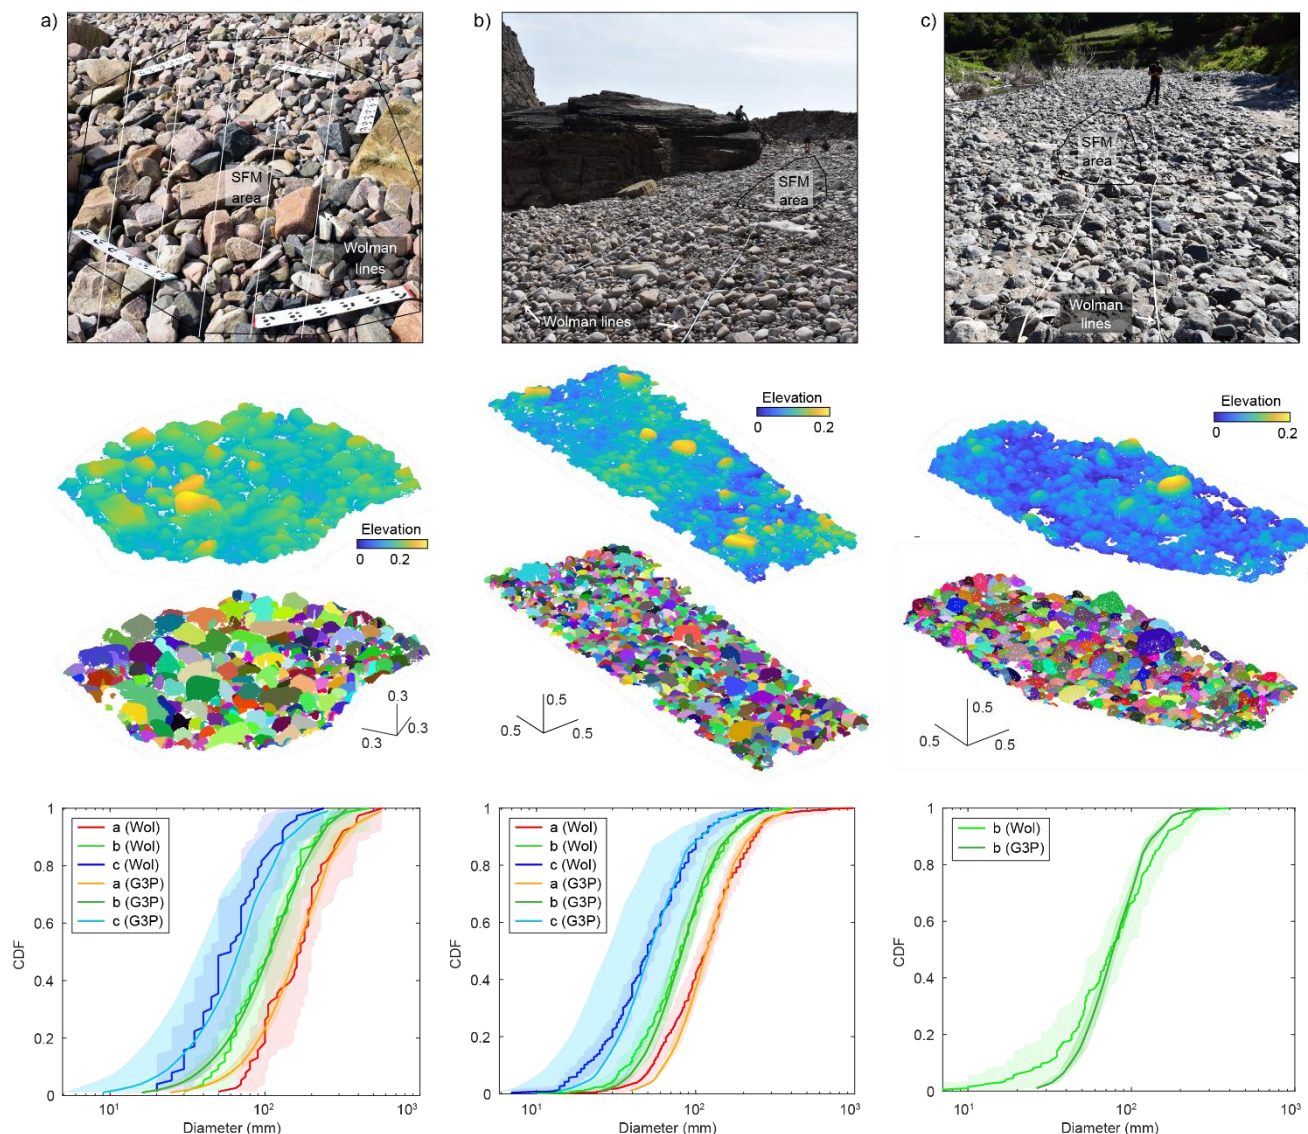 a)
b)
c)
SFM
area
Wolman
lines
SFM
area
Wolman lines
SFM
area
Wolman
lines
Elevation
0 0.2
Elevation
0 0.2
Elevation
0 0.2
0.3
0.3
0.3
0.5
0.5
0.5
0.5
0.5
0.5
a (Wol)
b (Wol)
c (Wol)
a (G3P)
b (G3P)
c (G3P)
CDF
1
0.8
0.6
0.4
0.2
0
10¹ 10² 10³
Diameter (mm)
a (Wol)
b (Wol)
c (Wol)
a (G3P)
b (G3P)
c (G3P)
CDF
1
0.8
0.6
0.4
0.2
0
10¹ 10² 10³
Diameter (mm)
b (Wol)
b (G3P)
CDF
1
0.8
0.6
0.4
0.2
0
10¹ 10² 10³
Diameter (mm)